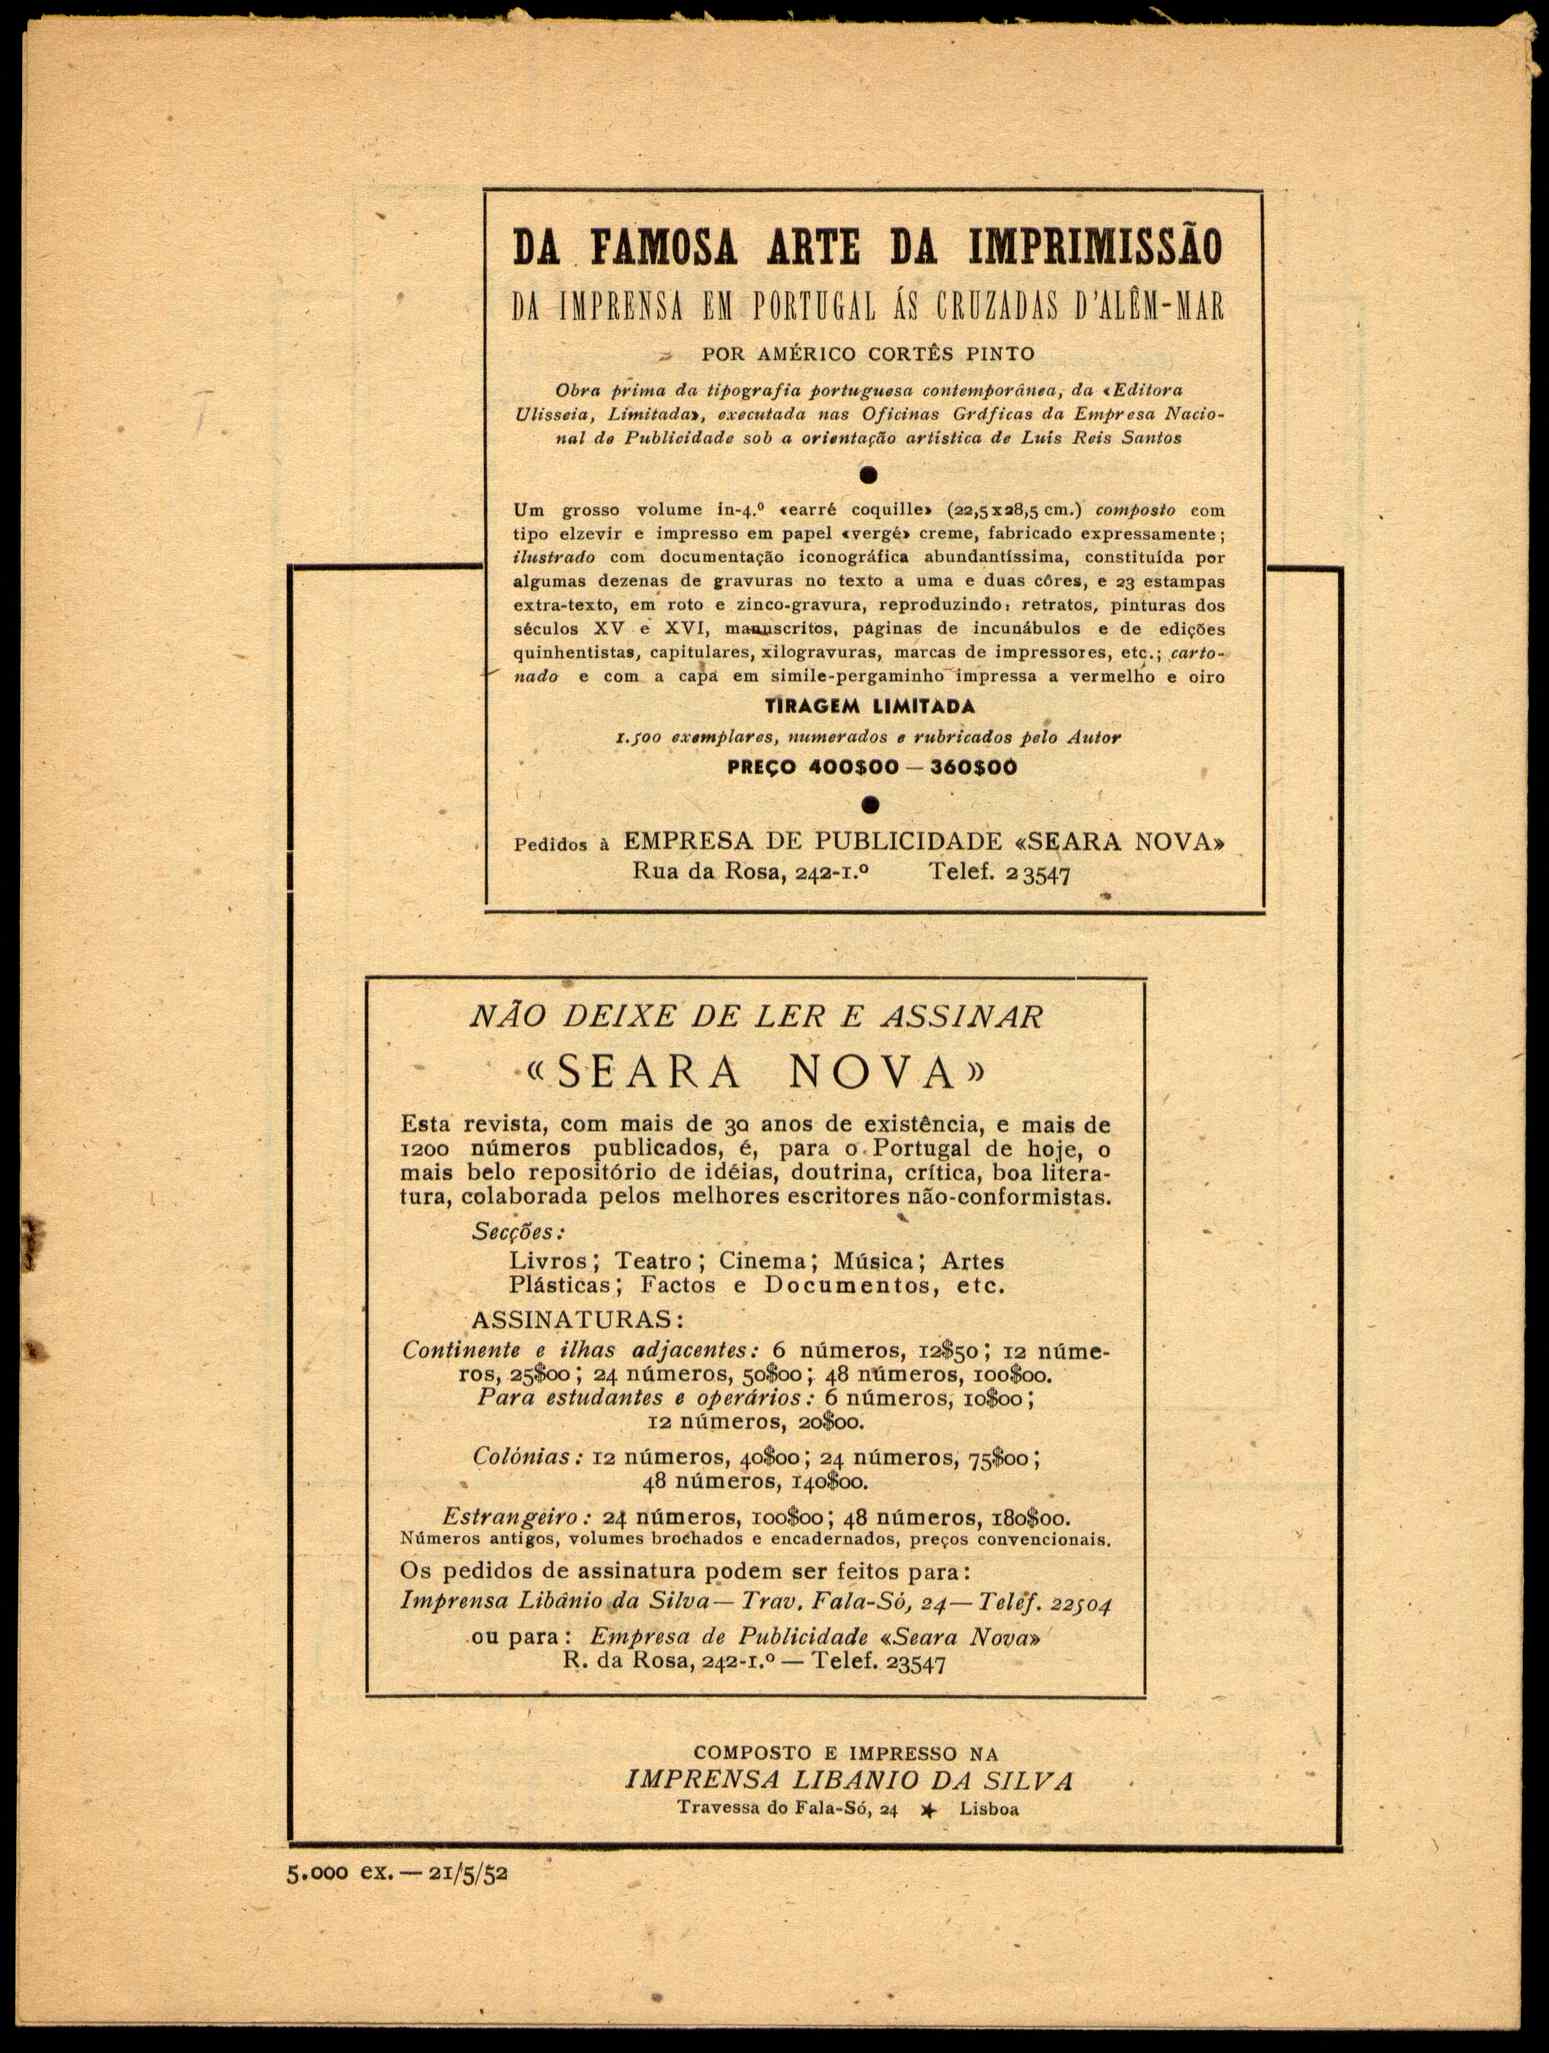 DA FAMOSA ARTE DA IMPRIMISSÃO
DA IMPRENSA EM PORTUGAL ÁS CRUZADAS D'ALÊM-MAR
POR AMÉRICO CORTÊS PINTO
Obra prima da tipografia portuguesa contemporânea, da «Editora
Ulisseia, Limitada», executada nas Oficinas Gráficas da Empresa Nacio-
nal de Publicidade sob a orientação artística de Luís Reis Santos
Um grosso volume in-4.º «earré coquille» (22,5x28,5 cm.) composto com
tipo elzevir e impresso em papel «vergé» creme, fabricado expressamente;
ilustrado com documentação iconográfica abundantíssima, constituída por
algumas dezenas de gravuras no texto a uma e duas côres, e 23 estampas
extra-texto, em roto e zinco-gravura, reproduzindo: retratos, pinturas dos
séculos XV e XVI, manuscritos, páginas de incunábulos e de edições
quinhentistas, capitulares, xilogravuras, marcas de impressores, etc.; carto-
nado e com a capa em simile-pergaminho impressa a vermelho e oiro
TIRAGEM LIMITADA
1.500 exemplares, numerados e rubricados pelo Autor
PREÇO 400$00 — 360$00
Pedidos à EMPRESA DE PUBLICIDADE «SEARA NOVA»
Rua da Rosa, 242-1.º Telef. 23547
NÃO DEIXE DE LER E ASSINAR
«SEARA NOVA»
Esta revista, com mais de 30 anos de existência, e mais de
1200 números publicados, é, para o Portugal de hoje, o
mais belo repositório de idéias, doutrina, crítica, boa litera-
tura, colaborada pelos melhores escritores não-conformistas.
Secções:
Livros; Teatro; Cinema; Música; Artes
Plásticas; Factos e Documentos, etc.
ASSINATURAS:
Continente e ilhas adjacentes: 6 números, 12$50; 12 núme-
ros, 25$00; 24 números, 50$00; 48 números, 100$00.
Para estudantes e operários: 6 números, 10$00;
12 números, 20$00.
Colónias: 12 números, 40$00; 24 números, 75$00;
48 números, 140$00.
Estrangeiro: 24 números, 100$00; 48 números, 180$00.
Números antigos, volumes brochados e encadernados, preços convencionais.
Os pedidos de assinatura podem ser feitos para:
Imprensa Libânio da Silva — Trav. Fala-Só, 24 — Telef. 22504
ou para: Empresa de Publicidade «Seara Nova»
R. da Rosa, 242-1.º — Telef. 23547
COMPOSTO E IMPRESSO NA
IMPRENSA LIBANIO DA SILVA
Travessa do Fala-Só, 24 ★ Lisboa
5.000 ex. — 21/5/52